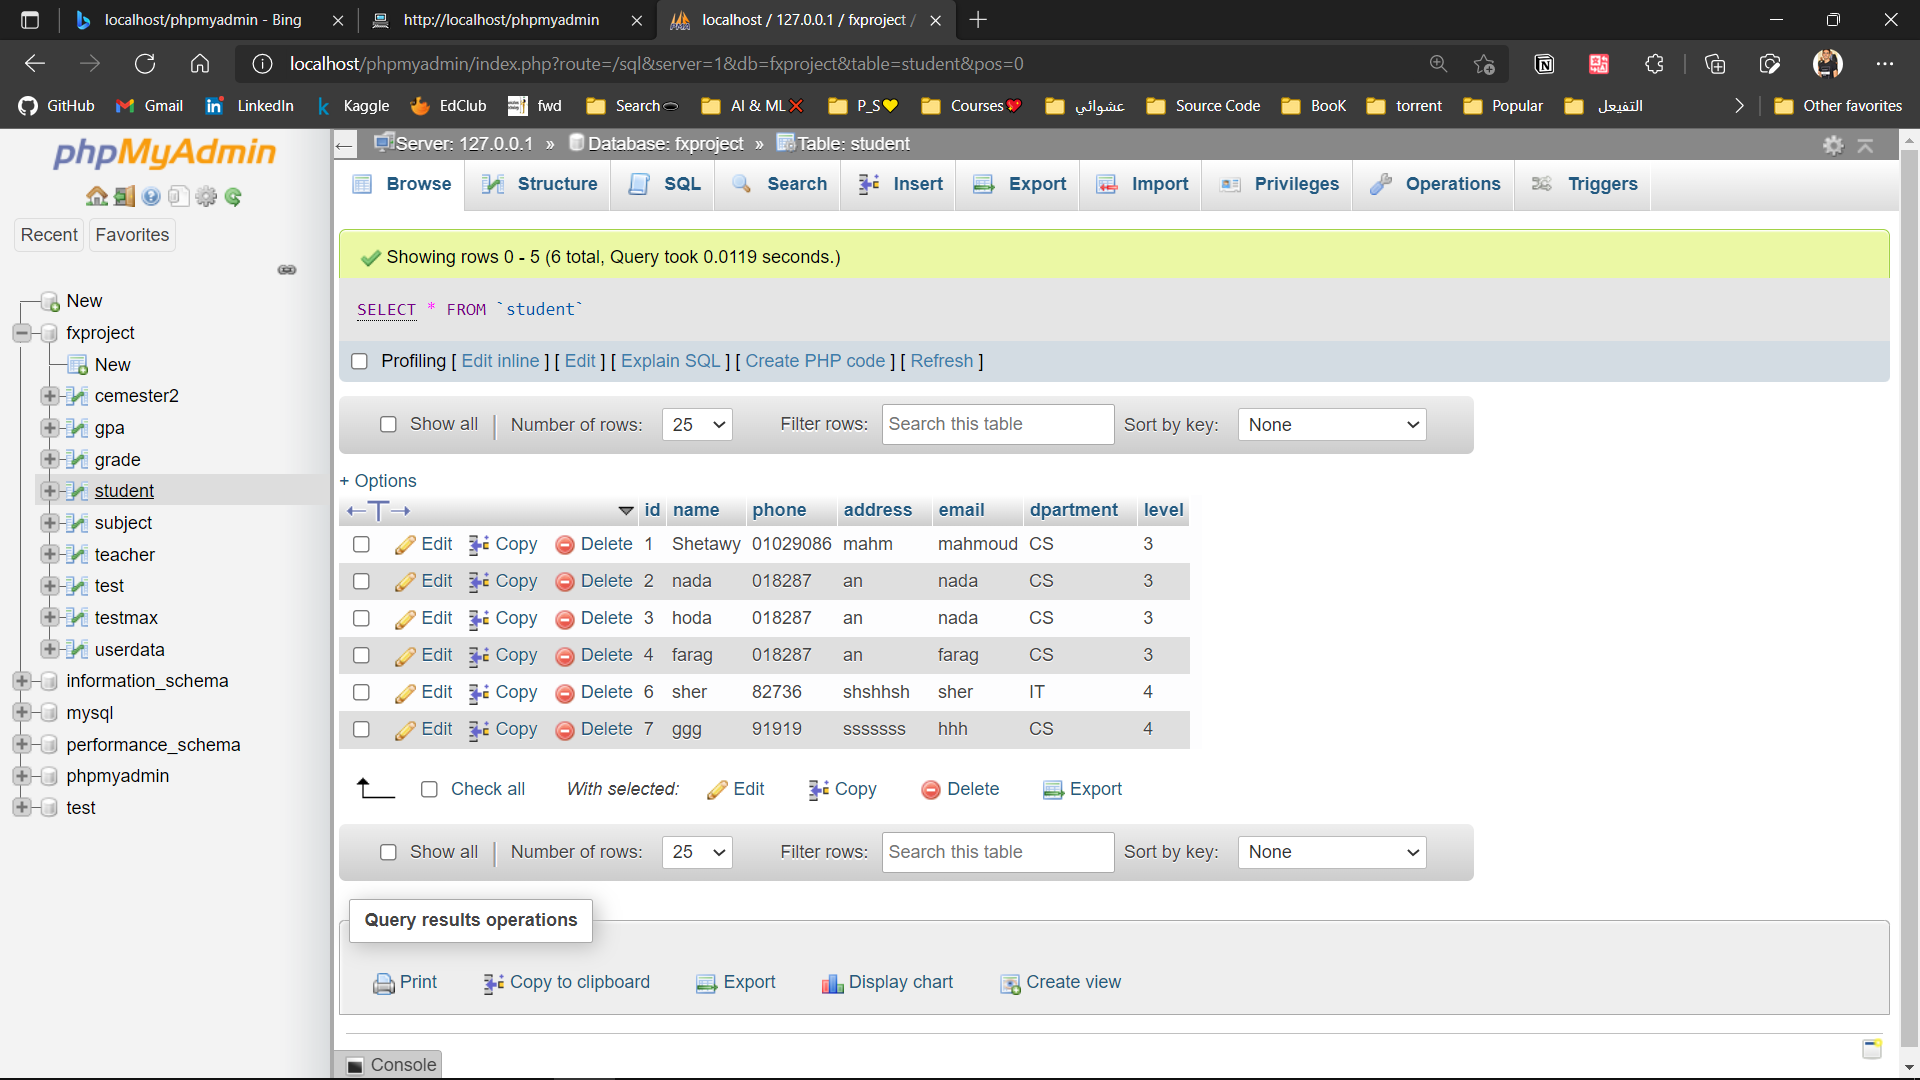 localhost/phpmyadmin - Bing
http://localhost/phpmyadmin
localhost / 127.0.0.1 / fxproject /
localhost/phpmyadmin/index.php?route=/sql&server=1&db=fxproject&table=student&pos=0
GitHub Gmail LinkedIn Kaggle EdClub fwd Search AI & ML P_S Courses عشوائي Source Code BooK torrent Popular التفيعل Other favorites
phpMyAdmin
Recent Favorites
New
fxproject
New
cemester2
gpa
grade
student
subject
teacher
test
testmax
userdata
information_schema
mysql
performance_schema
phpmyadmin
test
Server: 127.0.0.1 » Database: fxproject » Table: student
Browse Structure SQL Search Insert Export Import Privileges Operations Triggers
Showing rows 0 - 5 (6 total, Query took 0.0119 seconds.)
SELECT * FROM `student`
Profiling [ Edit inline ] [ Edit ] [ Explain SQL ] [ Create PHP code ] [ Refresh ]
Show all Number of rows: 25 Filter rows: Search this table Sort by key: None
+ Options
id name phone address email dpartment level
Edit Copy Delete 1 Shetawy 01029086 mahm mahmoud CS 3
Edit Copy Delete 2 nada 018287 an nada CS 3
Edit Copy Delete 3 hoda 018287 an nada CS 3
Edit Copy Delete 4 farag 018287 an farag CS 3
Edit Copy Delete 6 sher 82736 shshhsh sher IT 4
Edit Copy Delete 7 ggg 91919 sssssss hhh CS 4
Check all With selected: Edit Copy Delete Export
Show all Number of rows: 25 Filter rows: Search this table Sort by key: None
Query results operations
Print Copy to clipboard Export Display chart Create view
Console